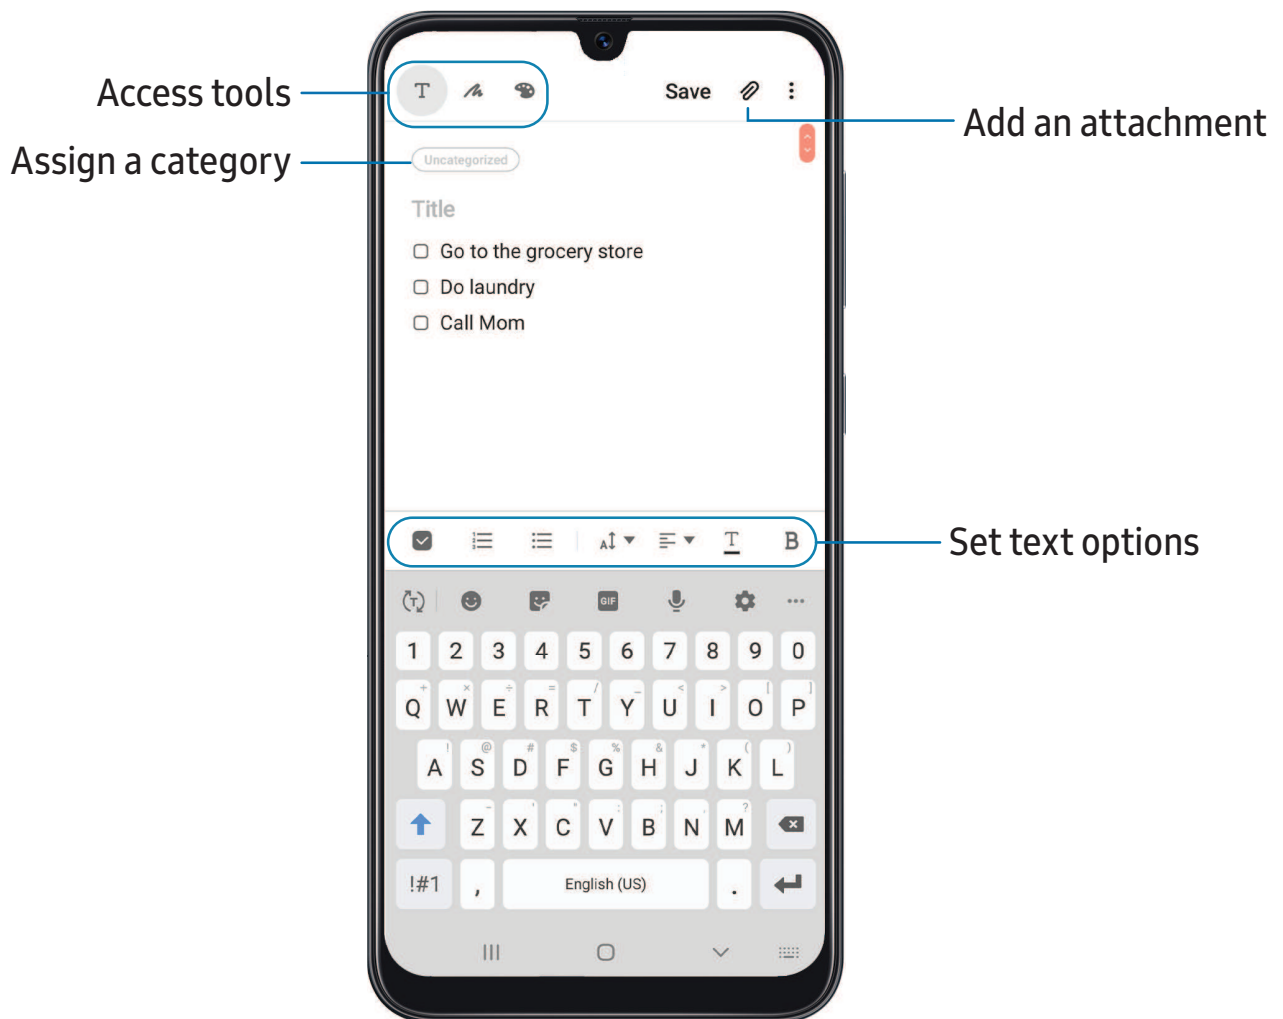 Access tools
T
Save
Add an attachment
Assign a category
Uncategorized
Title
Go to the grocery store
Do laundry
Call Mom
A T B
Set text options
T GIF
1 2 3 4 5 6 7 8 9 0
+ × ÷ = / _ < > [ ]
Q W E R T Y U I O P
! @ # $ % & * ( )
A S D F G H J K L
- ' " : ; , ?
Z X C V B N M
!#1 , English (US) .